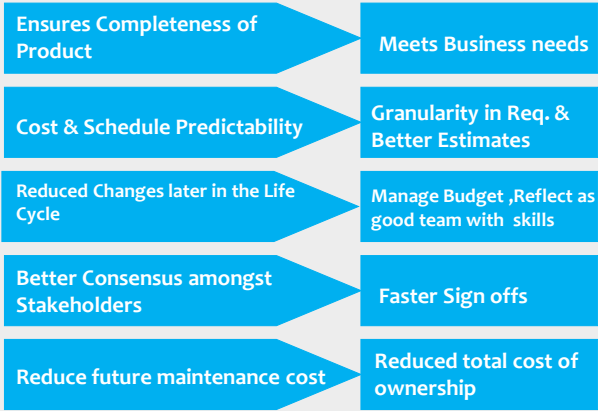 Ensures Completeness of
Product
Meets Business needs
Cost & Schedule Predictability
Granularity in Req. &
Better Estimates
Reduced Changes later in the Life
Cycle
Manage Budget ,Reflect as
good team with skills
Better Consensus amongst
Stakeholders
Faster Sign offs
Reduce future maintenance cost
Reduced total cost of
ownership